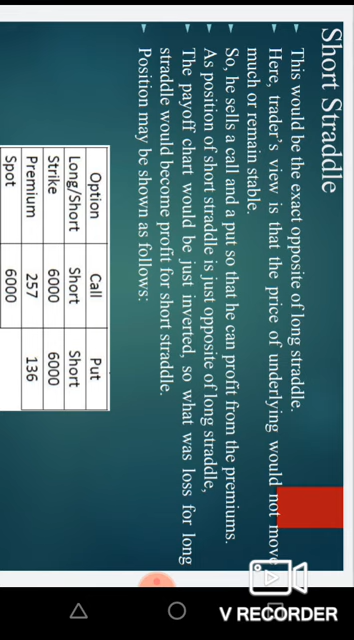 Short Straddle
This would be the exact opposite of long straddle.
Here, trader's view is that the price of underlying would not move
much or remain stable.
So, he sells a call and a put so that he can profit from the premiums.
As position of short straddle is just opposite of long straddle,
The payoff chart would be just inverted, so what was loss for long
straddle would become profit for short straddle.
Position may be shown as follows:
Option Call Put
Long/Short Short Short
Strike 6000 6000
Premium 257 136
Spot 6000
V RECORDER